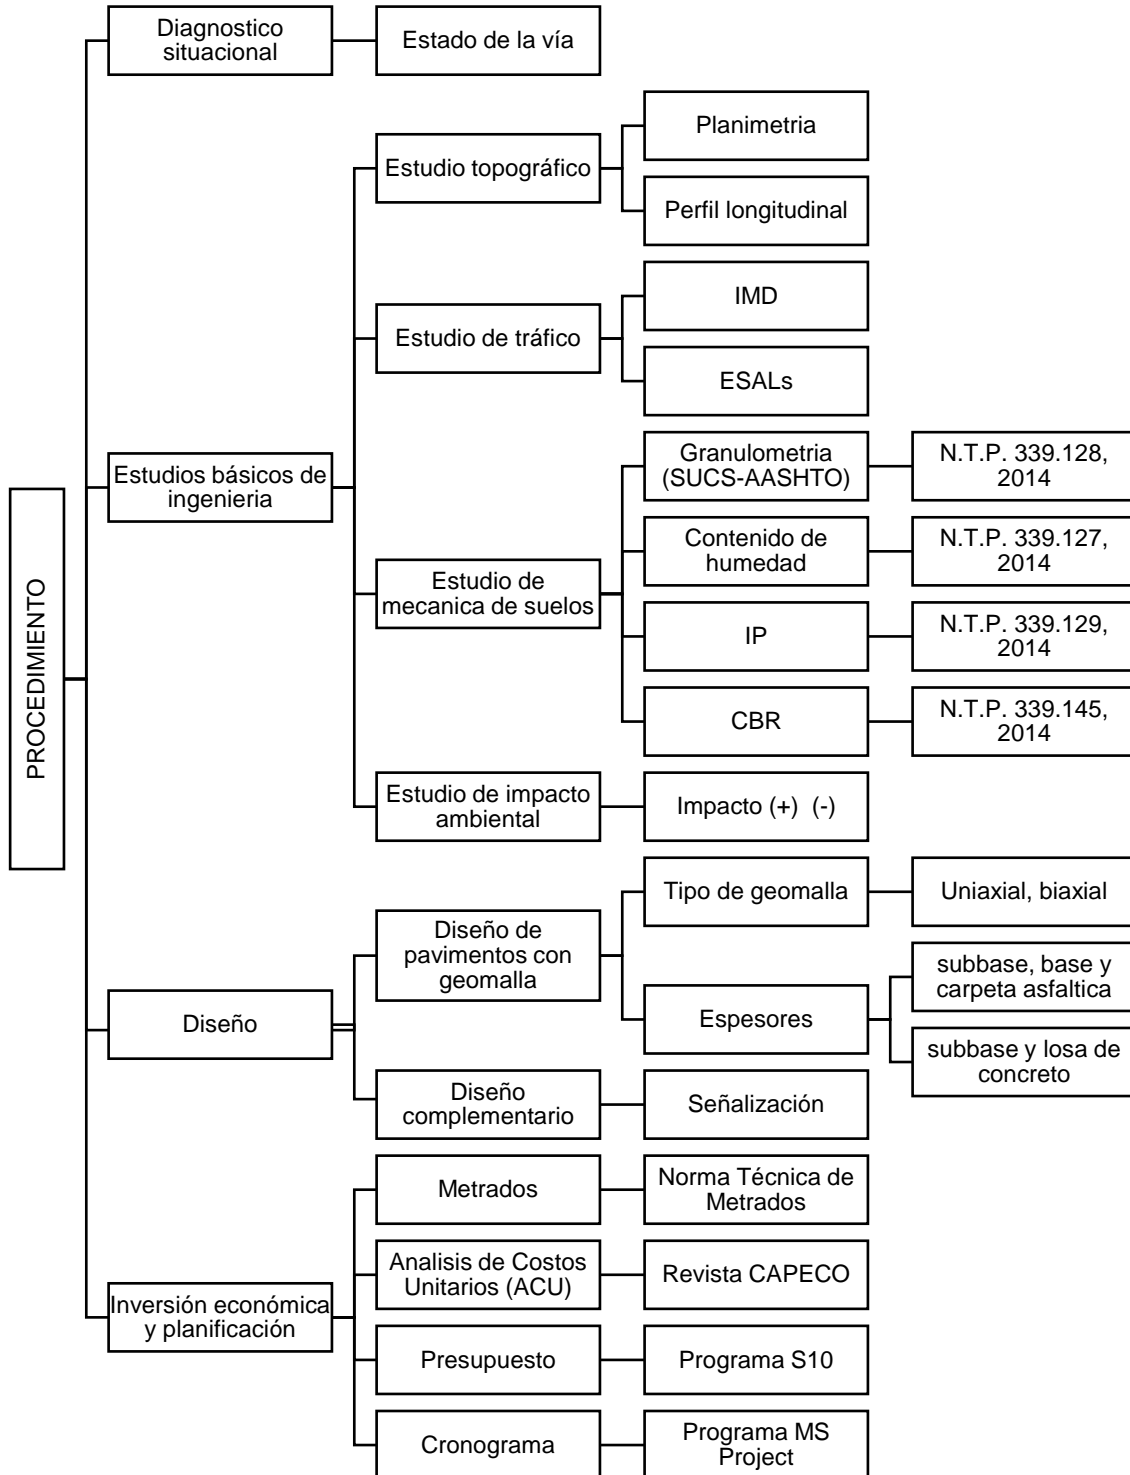 PROCEDIMIENTO
Diagnostico
situacional
Estado de la vía
Estudios básicos de
ingenieria
Estudio topográfico
Planimetria
Perfil longitudinal
Estudio de tráfico
IMD
ESALs
Estudio de
mecanica de suelos
Granulometria
(SUCS-AASHTO)
N.T.P. 339.128,
2014
Contenido de
humedad
N.T.P. 339.127,
2014
IP
N.T.P. 339.129,
2014
CBR
N.T.P. 339.145,
2014
Estudio de impacto
ambiental
Impacto (+) (-)
Diseño
Diseño de
pavimentos con
geomalla
Tipo de geomalla
Uniaxial, biaxial
Espesores
subbase, base y
carpeta asfaltica
subbase y losa de
concreto
Diseño
complementario
Señalización
Inversión económica
y planificación
Metrados
Norma Técnica de
Metrados
Analisis de Costos
Unitarios (ACU)
Revista CAPECO
Presupuesto
Programa S10
Cronograma
Programa MS
Project